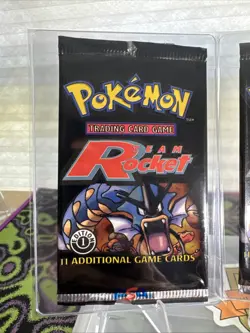 POKéMON
TRADING CARD GAME
TEAM
Rocket
EDITION
1
11 ADDITIONAL GAME CARDS